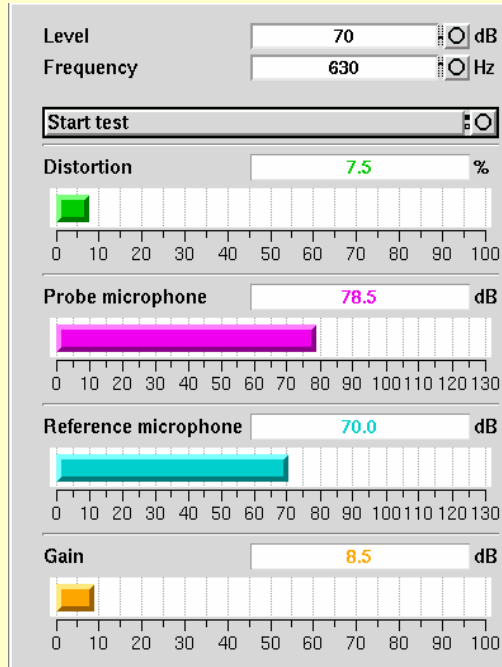 Level 70 dB
Frequency 630 Hz
Start test
Distortion 7.5 %
0 10 20 30 40 50 60 70 80 90 100
Probe microphone 78.5 dB
0 10 20 30 40 50 60 70 80 90 100 110 120 130
Reference microphone 70.0 dB
0 10 20 30 40 50 60 70 80 90 100 110 120 130
Gain 8.5 dB
0 10 20 30 40 50 60 70 80 90 100